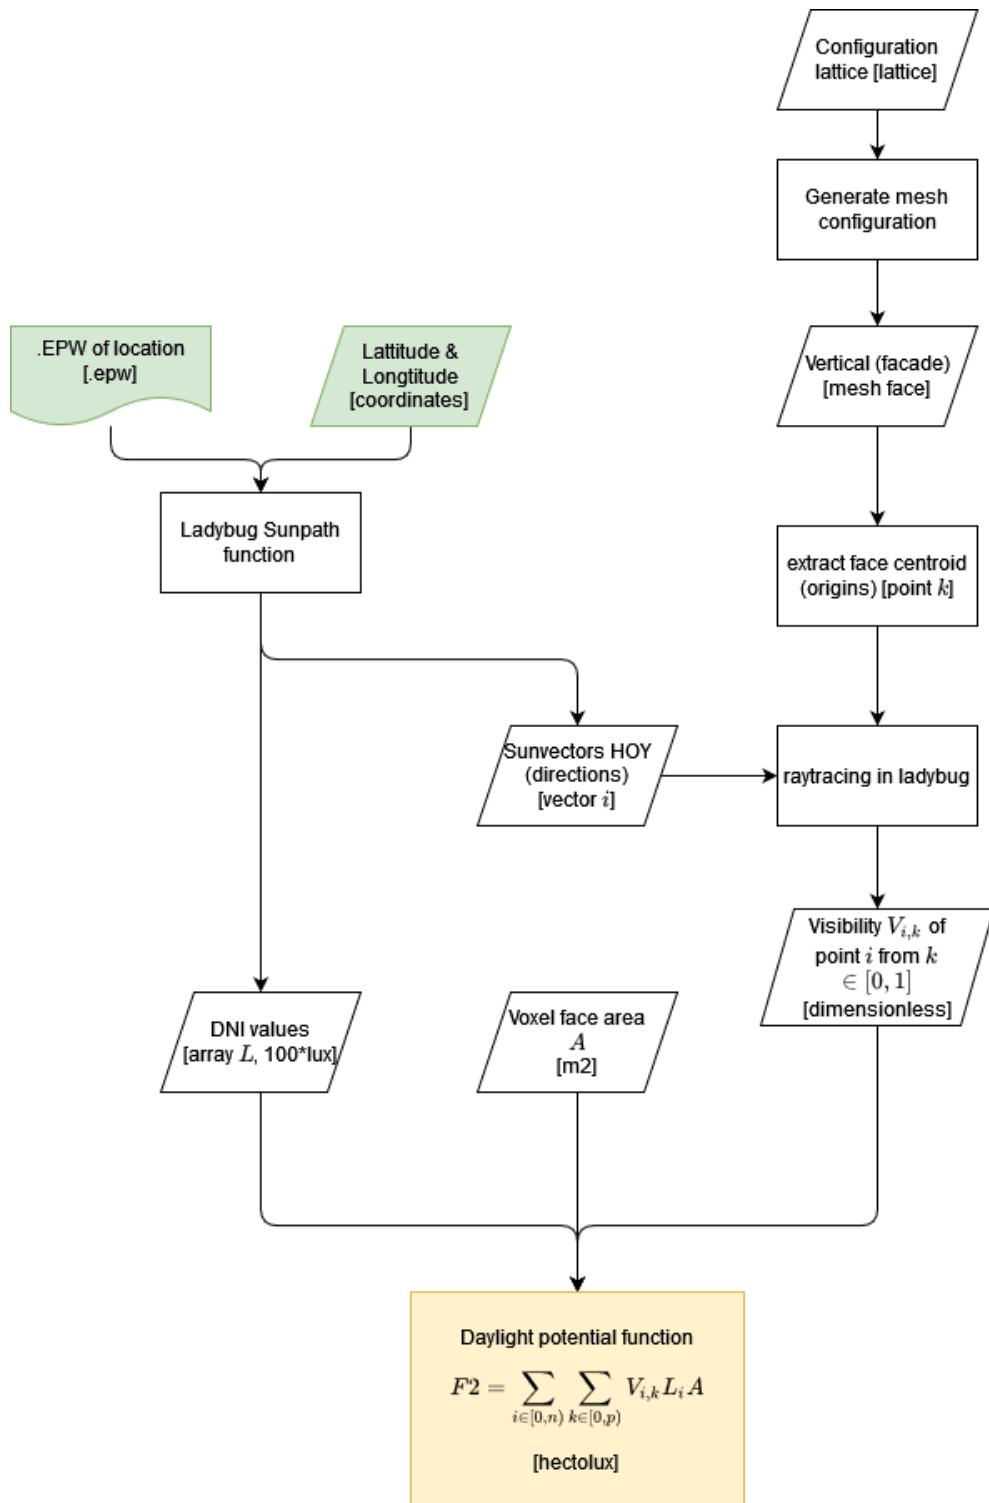 Configuration
lattice [lattice]
Generate mesh
configuration
.EPW of location
[.epw]
Lattitude &
Longtitude
[coordinates]
Vertical (facade)
[mesh face]
Ladybug Sunpath
function
extract face centroid
(origins) [point k]
Sunvectors HOY
(directions)
[vector i]
raytracing in ladybug
Visibility V_{i,k} of
point i from k
∈ [0, 1]
[dimensionless]
DNI values
[array L, 100*lux]
Voxel face area
A
[m2]
Daylight potential function
F2 = ∑_{i∈[0,n)} ∑_{k∈[0,p)} V_{i,k} L_i A
[hectolux]